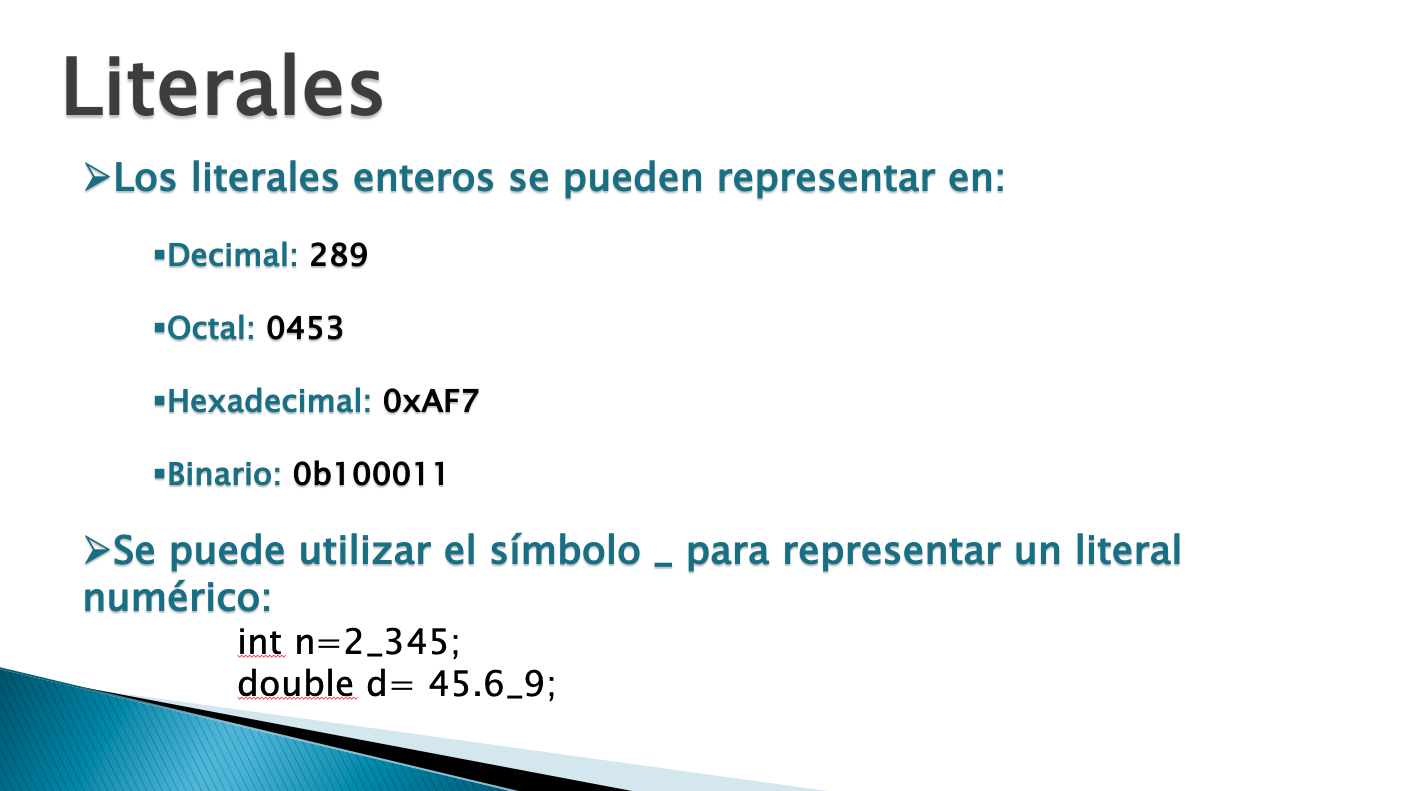 Literales
➢Los literales enteros se pueden representar en:
▪Decimal: 289
▪Octal: 0453
▪Hexadecimal: 0xAF7
▪Binario: 0b100011
➢Se puede utilizar el símbolo _ para representar un literal
numérico:
int n=2_345;
double d= 45.6_9;